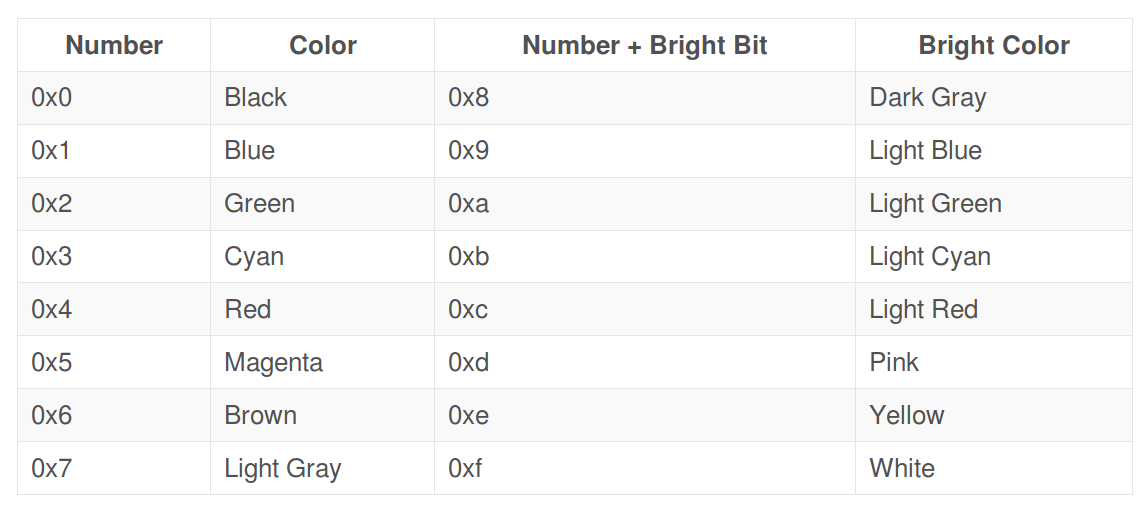 Number Color Number + Bright Bit Bright Color
0x0 Black 0x8 Dark Gray
0x1 Blue 0x9 Light Blue
0x2 Green 0xa Light Green
0x3 Cyan 0xb Light Cyan
0x4 Red 0xc Light Red
0x5 Magenta 0xd Pink
0x6 Brown 0xe Yellow
0x7 Light Gray 0xf White